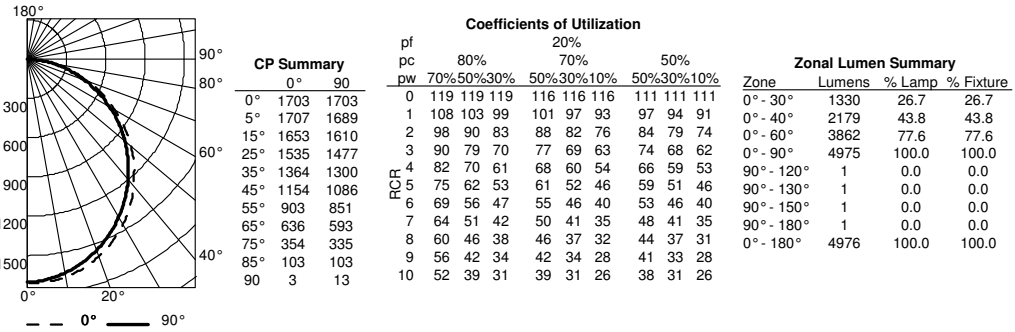 180°
90°
80°
60°
40°
300
600
900
1200
1500
0° 20°
0° 90°
CP Summary
0° 90
0° 1703 1703
5° 1707 1689
15° 1653 1610
25° 1535 1477
35° 1364 1300
45° 1154 1086
55° 903 851
65° 636 593
75° 354 335
85° 103 103
90 3 13
Coefficients of Utilization
pf 20%
pc 80% 70% 50%
pw 70%50%30% 50%30%10% 50%30%10%
RCR
0 119 119 119 116 116 116 111 111 111
1 108 103 99 101 97 93 97 94 91
2 98 90 83 88 82 76 84 79 74
3 90 79 70 77 69 63 74 68 62
4 82 70 61 68 60 54 66 59 53
5 75 62 53 61 52 46 59 51 46
6 69 56 47 55 46 40 53 46 40
7 64 51 42 50 41 35 48 41 35
8 60 46 38 46 37 32 44 37 31
9 56 42 34 42 34 28 41 33 28
10 52 39 31 39 31 26 38 31 26
Zonal Lumen Summary
Zone Lumens % Lamp % Fixture
0° - 30° 1330 26.7 26.7
0° - 40° 2179 43.8 43.8
0° - 60° 3862 77.6 77.6
0° - 90° 4975 100.0 100.0
90° - 120° 1 0.0 0.0
90° - 130° 1 0.0 0.0
90° - 150° 1 0.0 0.0
90° - 180° 1 0.0 0.0
0° - 180° 4976 100.0 100.0